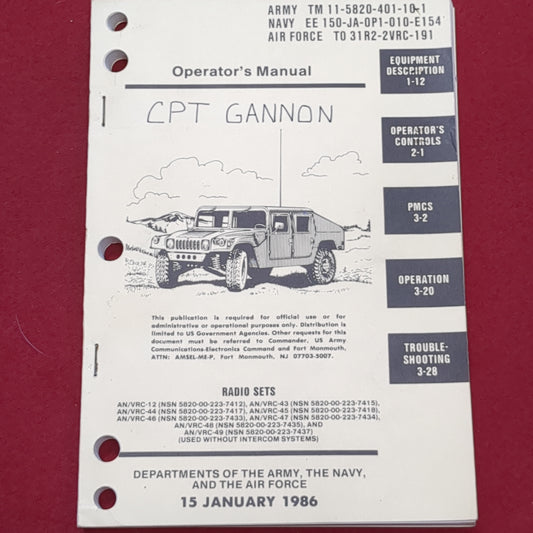 ARMY TM 11-5820-401-10-1
NAVY EE 150-JA-OP1-010-E154
AIR FORCE TO 31R2-2VRC-191
Operator's Manual
CPT GANNON
EQUIPMENT
DESCRIPTION
1-12
OPERATOR'S
CONTROLS
2-1
PMCS
3-2
OPERATION
3-20
TROUBLE-
SHOOTING
3-28
This publication is required for official use or for
administrative or operational purposes only. Distribution is
limited to US Government Agencies. Other requests for this
document must be referred to Commander, US Army
Communications-Electronics Command and Fort Monmouth,
ATTN: AMSEL-ME-P, Fort Monmouth, NJ 07703-5007.
RADIO SETS
AN/VRC-12 (NSN 5820-00-223-7412), AN/VRC-43 (NSN 5820-00-223-7415),
AN/VRC-44 (NSN 5820-00-223-7417), AN/VRC-45 (NSN 5820-00-223-7418),
AN/VRC-46 (NSN 5820-00-223-7433), AN/VRC-47 (NSN 5820-00-223-7434),
AN/VRC-48 (NSN 5820-00-223-7435), AND
AN/VRC-49 (NSN 5820-00-223-7437)
(USED WITHOUT INTERCOM SYSTEMS)
DEPARTMENTS OF THE ARMY, THE NAVY,
AND THE AIR FORCE
15 JANUARY 1986